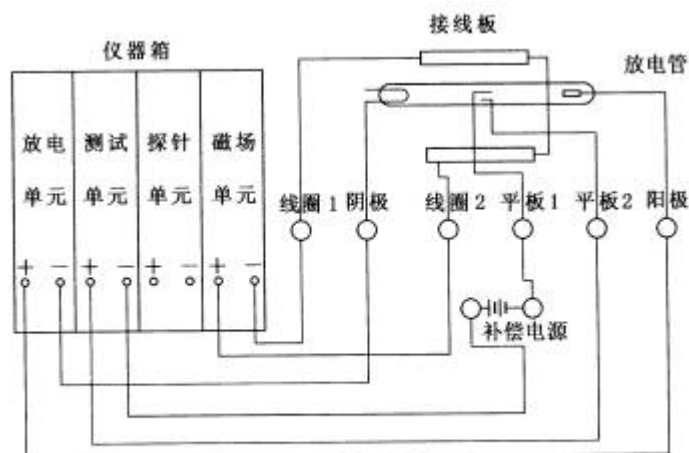 接线板
仪器箱
放电管
放电 测试 探针 磁场
单元 单元 单元 单元
线圈1 阴极 线圈2 平板1 平板2 阳极
+ − + − + − + −
补偿电源